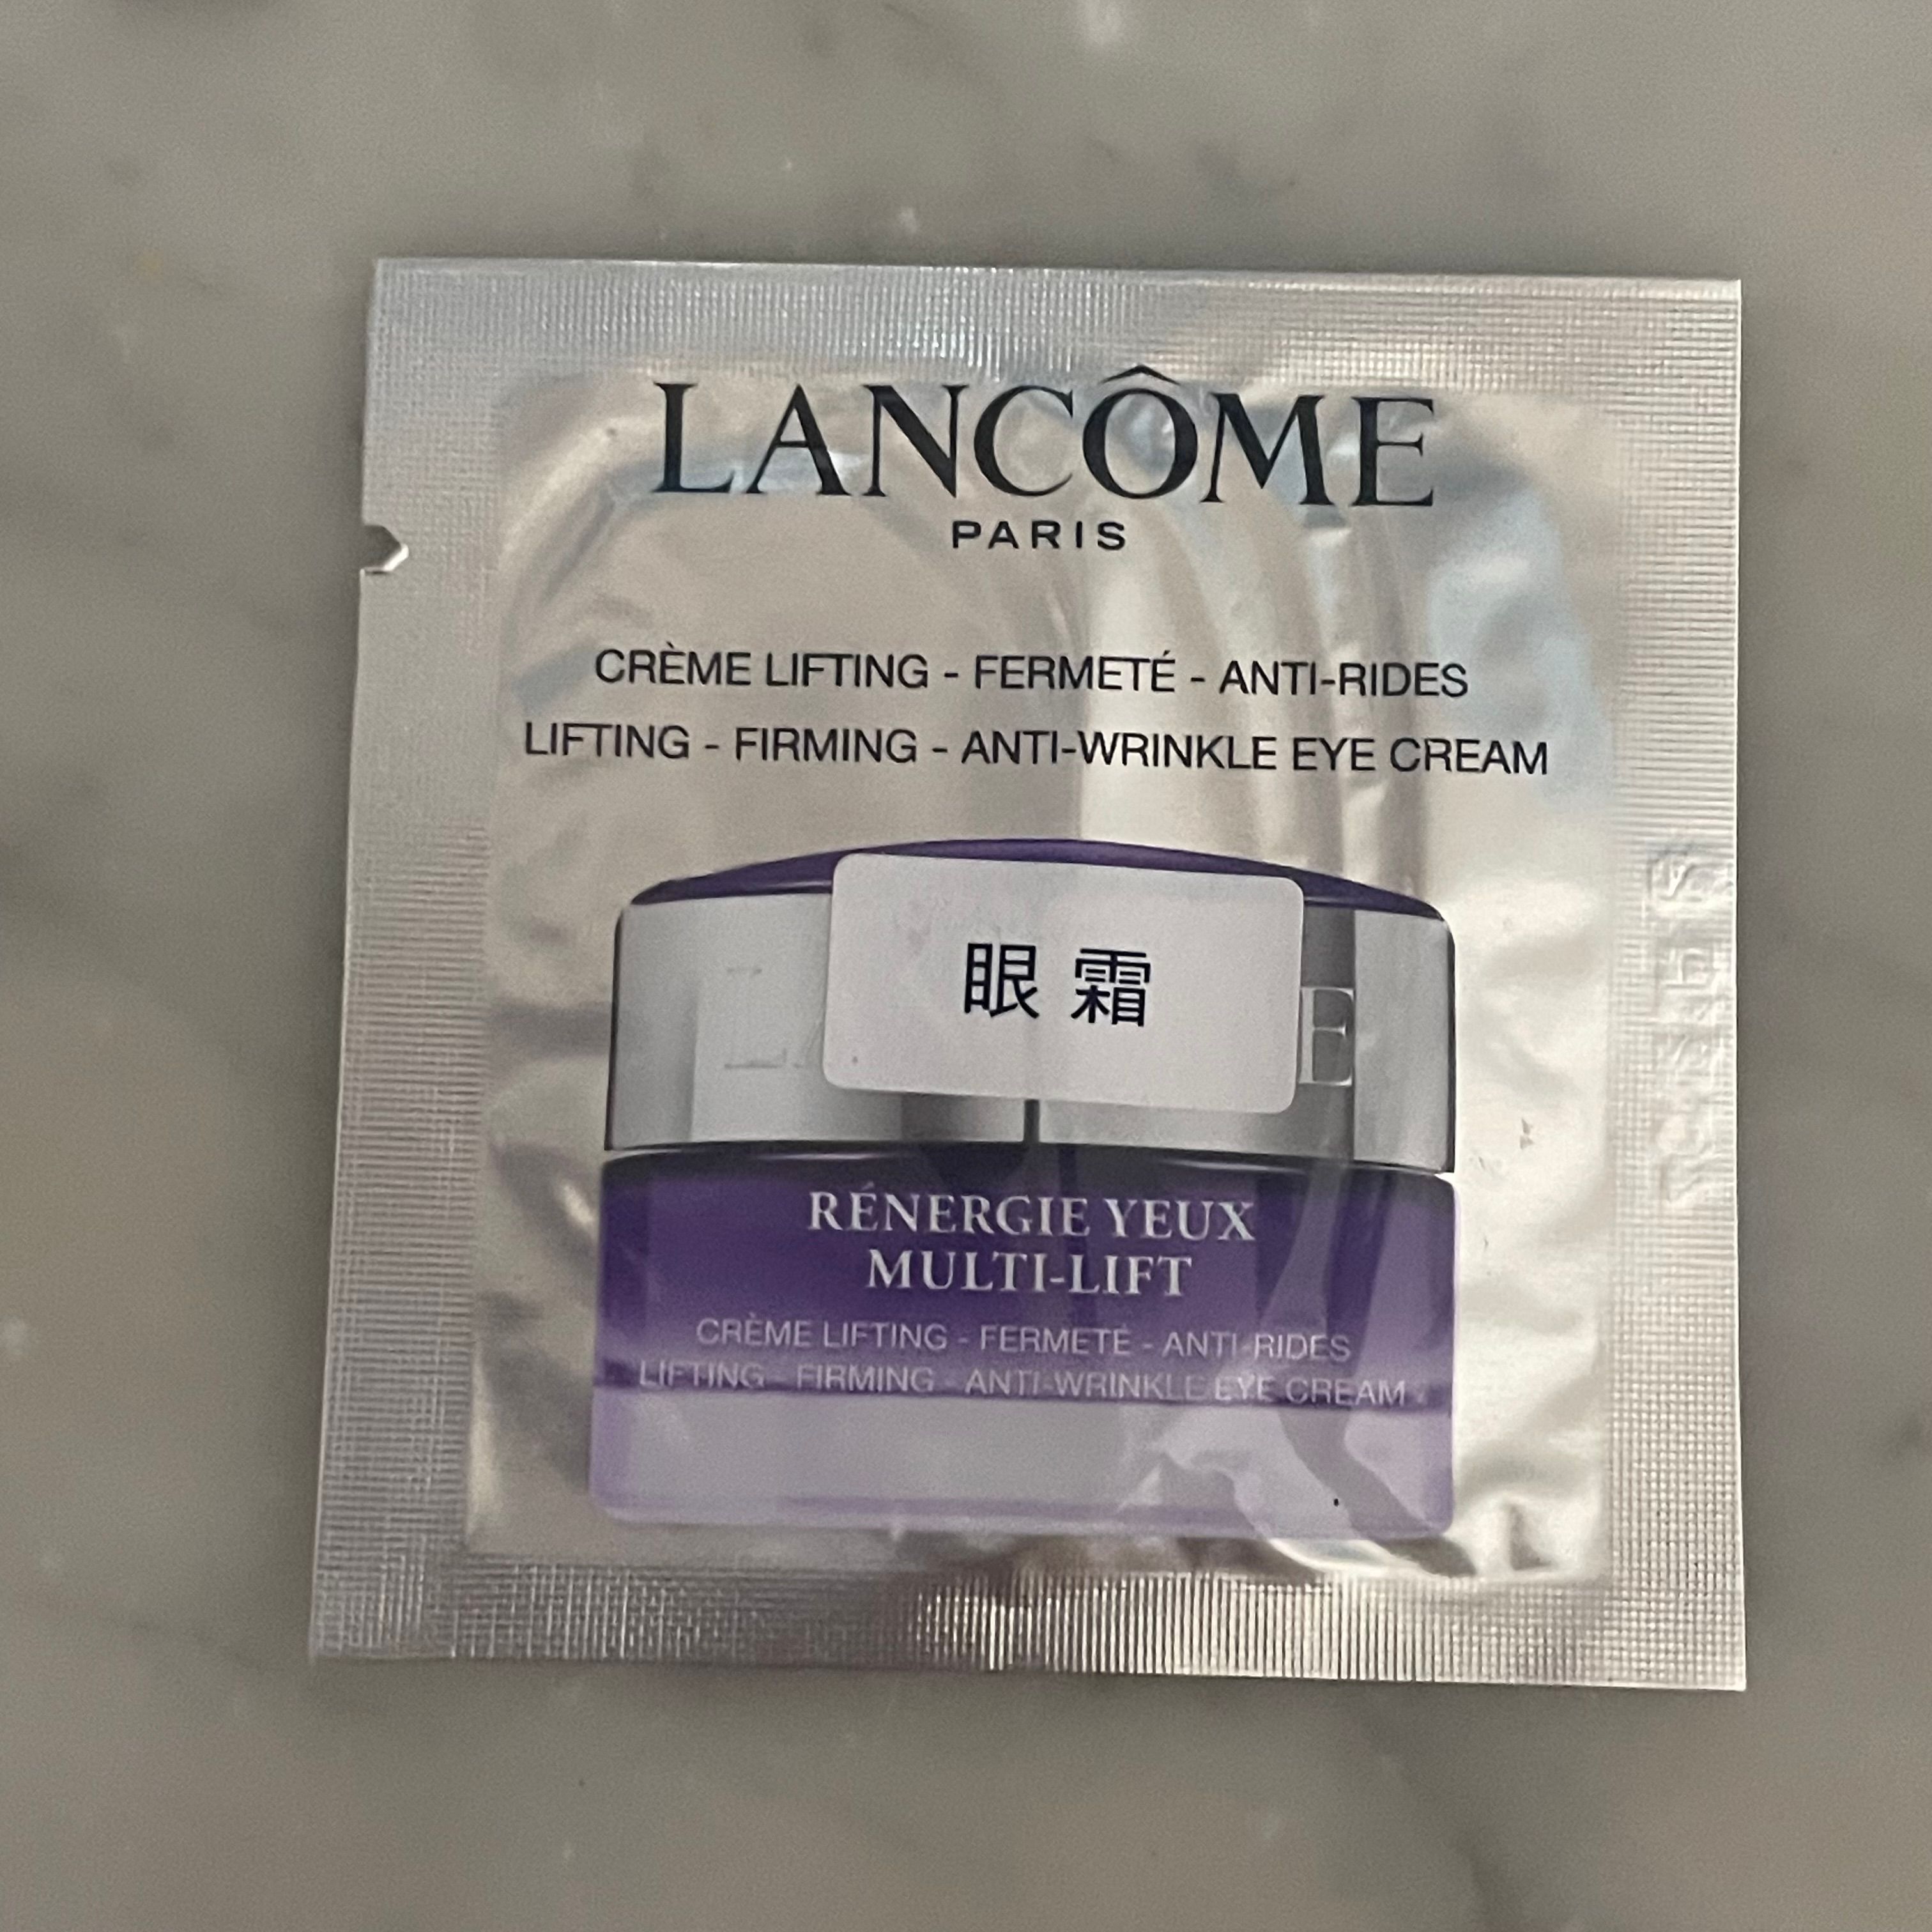 LANCÔME
PARIS
CRÈME LIFTING - FERMETÉ - ANTI-RIDES
LIFTING - FIRMING - ANTI-WRINKLE EYE CREAM
眼霜
RÉNERGIE YEUX
MULTI-LIFT
CRÈME LIFTING - FERMETÉ - ANTI-RIDES
LIFTING - FIRMING - ANTI-WRINKLE EYE CREAM